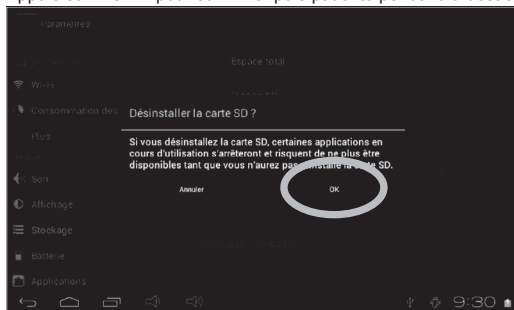 Paramètres
Espace total
Wi-Fi
Consommation des
Désinstaller la carte SD ?
Plus
Si vous désinstallez la carte SD, certaines applications en
cours d'utilisation s'arrêteront et risquent de ne plus être
disponibles tant que vous n'aurez pas installé la carte SD.
Son
Annuler
OK
Affichage
Stockage
Batterie
Applications
9:30